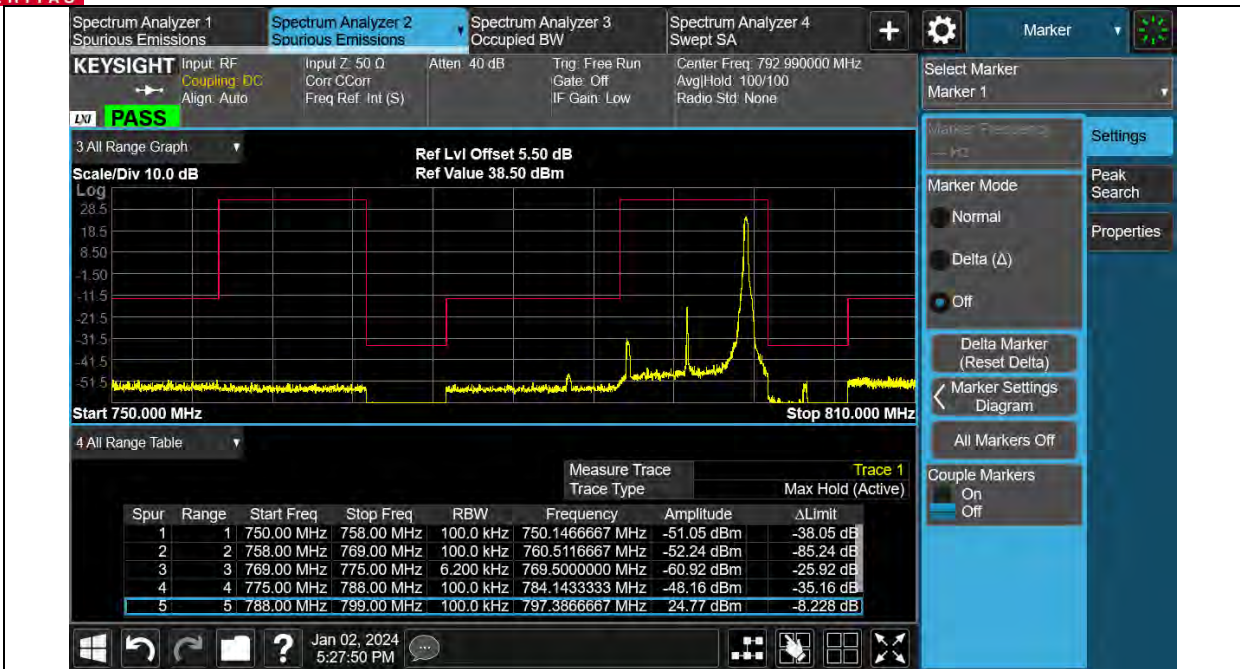 Spectrum Analyzer 1
Spurious Emissions
Spectrum Analyzer 2
Spurious Emissions
Spectrum Analyzer 3
Occupied BW
Spectrum Analyzer 4
Swept SA
+
Marker
KEYSIGHT
Input: RF
Coupling: DC
Align: Auto
Input Z: 50 Ω
Corr CCorr
Freq Ref: Int (S)
Atten: 40 dB
Trig: Free Run
Gate: Off
IF Gain: Low
Center Freq: 792.990000 MHz
Avg|Hold: 100/100
Radio Std: None
LXI PASS
Select Marker
Marker 1
3 All Range Graph
Ref Lvl Offset 5.50 dB
Scale/Div 10.0 dB
Ref Value 38.50 dBm
Log
28.5
18.5
8.50
-1.50
-11.5
-21.5
-31.5
-41.5
-51.5
Start 750.000 MHz
Stop 810.000 MHz
Marker Frequency
--- Hz
Settings
Marker Mode
Peak
Search
Normal
Properties
Delta (Δ)
Off
Delta Marker
(Reset Delta)
Marker Settings
Diagram
All Markers Off
Couple Markers
On
Off
4 All Range Table
Measure Trace Trace 1
Trace Type Max Hold (Active)
Spur Range Start Freq Stop Freq RBW Frequency Amplitude ΔLimit
1 1 750.00 MHz 758.00 MHz 100.0 kHz 750.1466667 MHz -51.05 dBm -38.05 dB
2 2 758.00 MHz 769.00 MHz 100.0 kHz 760.5116667 MHz -52.24 dBm -85.24 dB
3 3 769.00 MHz 775.00 MHz 6.200 kHz 769.5000000 MHz -60.92 dBm -25.92 dB
4 4 775.00 MHz 788.00 MHz 100.0 kHz 784.1433333 MHz -48.16 dBm -35.16 dB
5 5 788.00 MHz 799.00 MHz 100.0 kHz 797.3866667 MHz 24.77 dBm -8.228 dB
?
Jan 02, 2024
5:27:50 PM